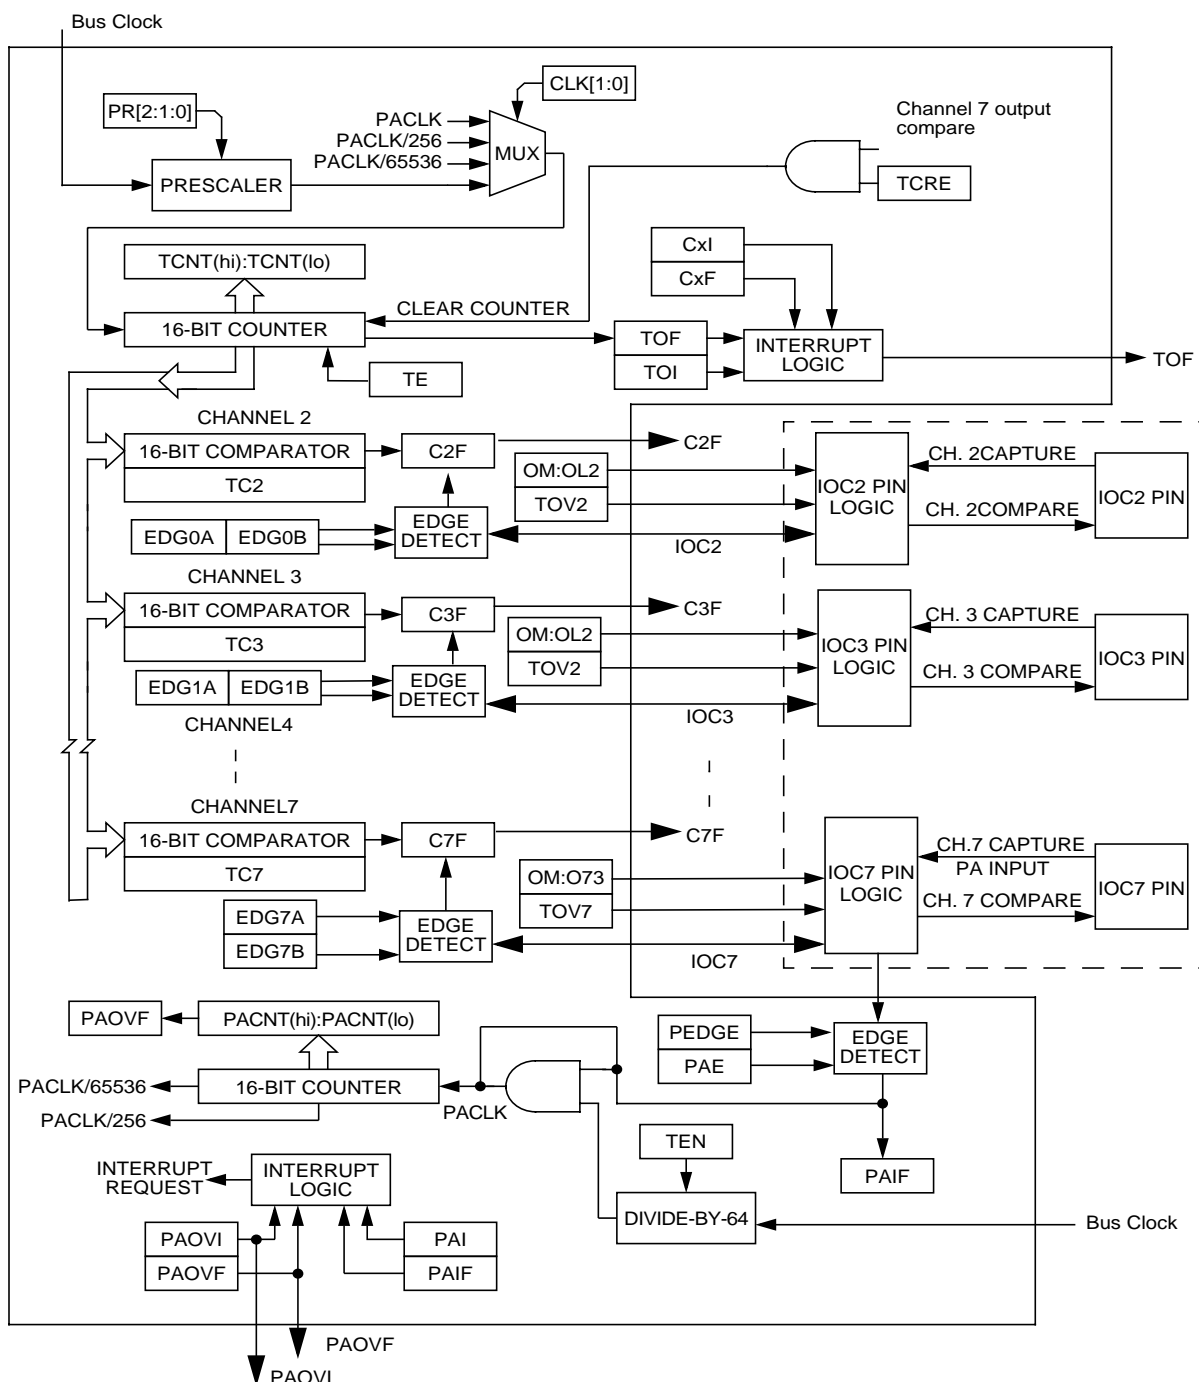 Bus Clock
CLK[1:0]
PR[2:1:0]
PACLK
PACLK/256
PACLK/65536
MUX
PRESCALER
Channel 7 output
compare
TCRE
CxI
CxF
TCNT(hi):TCNT(lo)
CLEAR COUNTER
16-BIT COUNTER
TE
TOF
TOI
INTERRUPT
LOGIC
TOF
CHANNEL 2
16-BIT COMPARATOR
TC2
C2F
C2F
EDG0A
EDG0B
EDGE
DETECT
OM:OL2
TOV2
IOC2
IOC2 PIN
LOGIC
CH. 2CAPTURE
CH. 2COMPARE
IOC2 PIN
CHANNEL 3
16-BIT COMPARATOR
TC3
C3F
C3F
EDG1A
EDG1B
EDGE
DETECT
OM:OL2
TOV2
IOC3
IOC3 PIN
LOGIC
CH. 3 CAPTURE
CH. 3 COMPARE
IOC3 PIN
CHANNEL4
CHANNEL7
16-BIT COMPARATOR
TC7
C7F
C7F
EDG7A
EDG7B
EDGE
DETECT
OM:O73
TOV7
IOC7
IOC7 PIN
LOGIC
CH.7 CAPTURE
PA INPUT
CH. 7 COMPARE
IOC7 PIN
PAOVF
PACNT(hi):PACNT(lo)
PEDGE
PAE
EDGE
DETECT
PACLK/65536
16-BIT COUNTER
PACLK
PACLK/256
TEN
PAIF
INTERRUPT
REQUEST
INTERRUPT
LOGIC
DIVIDE-BY-64
Bus Clock
PAOVI
PAOVF
PAI
PAIF
PAOVF
PAOVI